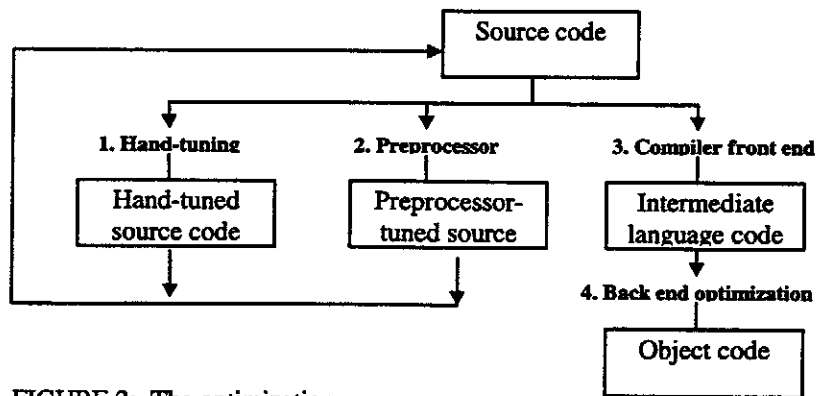 Source code
1. Hand-tuning
2. Preprocessor
3. Compiler front end
Hand-tuned
source code
Preprocessor-
tuned source
Intermediate
language code
4. Back end optimization
Object code
FIGURE 2: The optimization